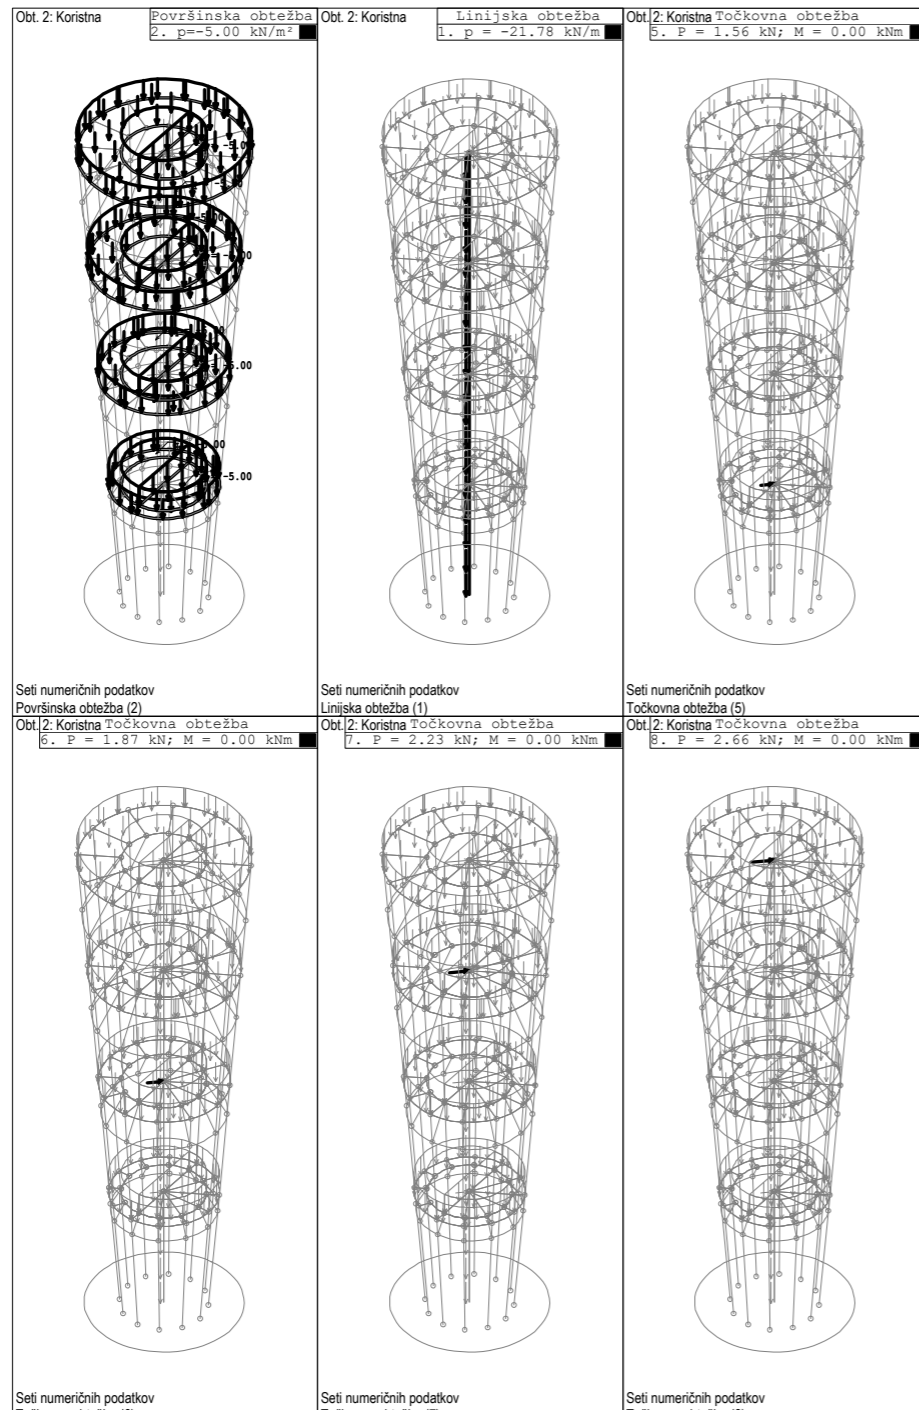 Obt. 2: Koristna
Površinska obtežba
2. p=-5.00 kN/m²
-5.00
-5.00
-5.00
-5.00
Seti numeričnih podatkov
Površinska obtežba (2)
Obt. 2: Koristna
Linijska obtežba
1. p = -21.78 kN/m
Seti numeričnih podatkov
Linijska obtežba (1)
Obt. 2: Koristna
Točkovna obtežba
5. P = 1.56 kN; M = 0.00 kNm
Seti numeričnih podatkov
Točkovna obtežba (5)
Obt. 2: Koristna
Točkovna obtežba
6. P = 1.87 kN; M = 0.00 kNm
Seti numeričnih podatkov
Obt. 2: Koristna
Točkovna obtežba
7. P = 2.23 kN; M = 0.00 kNm
Seti numeričnih podatkov
Obt. 2: Koristna
Točkovna obtežba
8. P = 2.66 kN; M = 0.00 kNm
Seti numeričnih podatkov